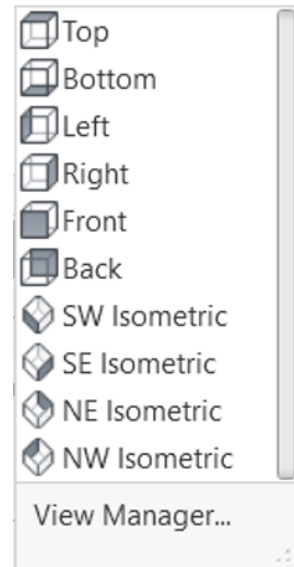 Top
Bottom
Left
Right
Front
Back
SW Isometric
SE Isometric
NE Isometric
NW Isometric
View Manager...